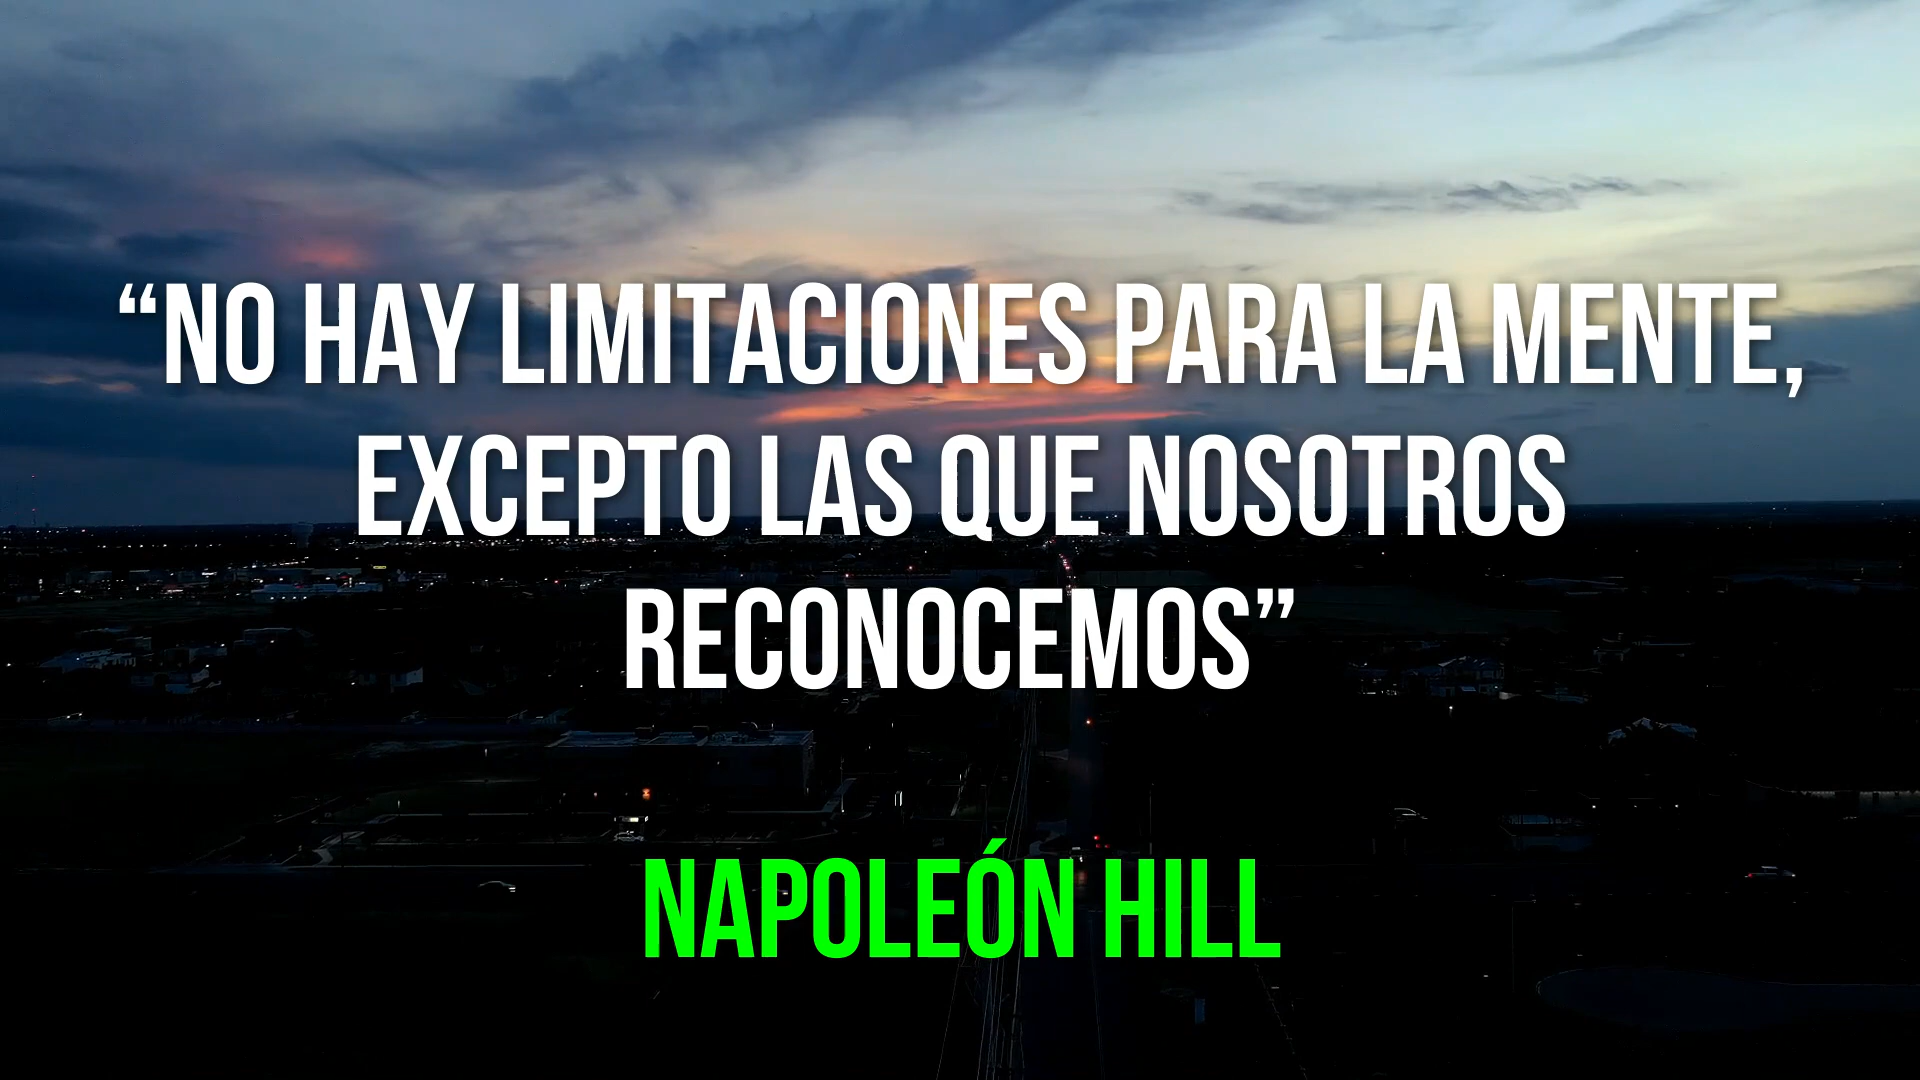 “NO HAY LIMITACIONES PARA LA MENTE,
EXCEPTO LAS QUE NOSOTROS
RECONOCEMOS”
NAPOLEÓN HILL